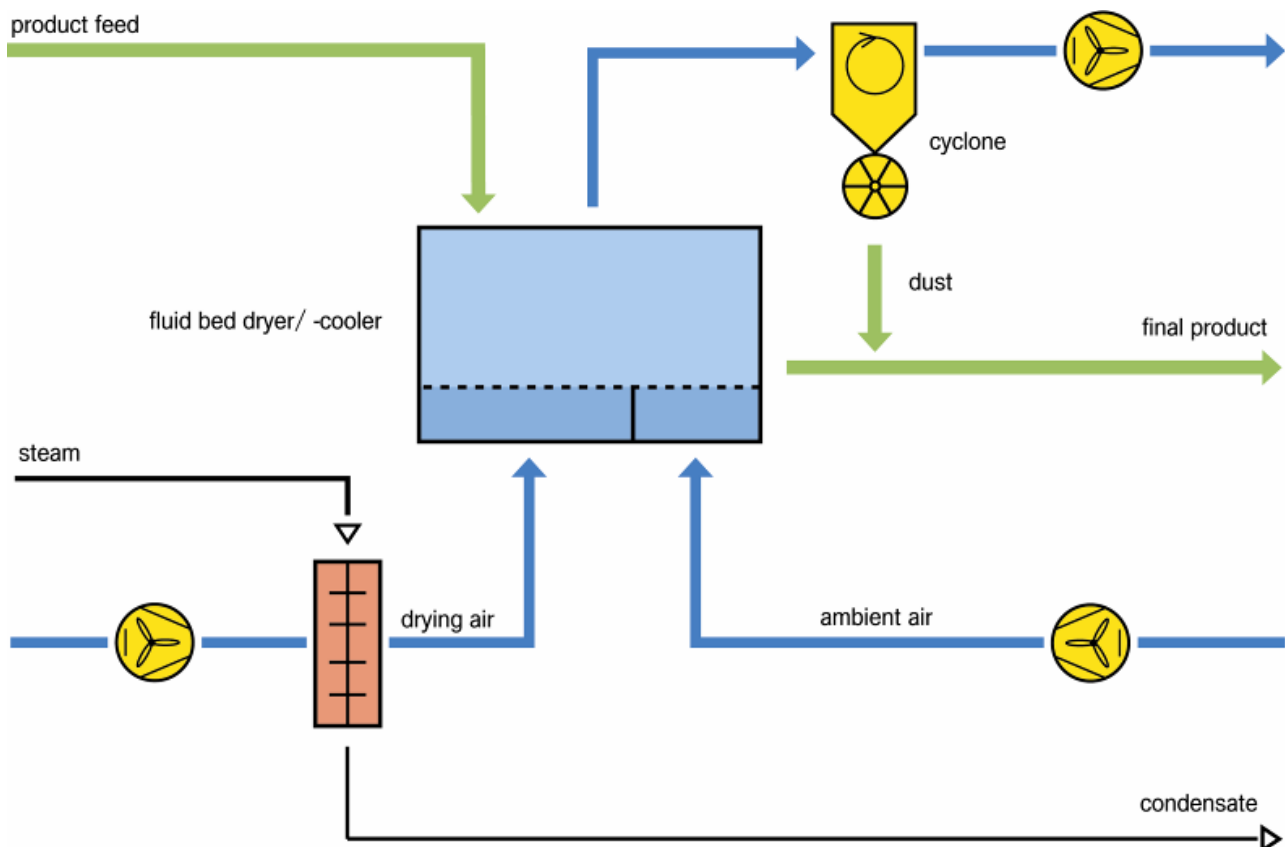 product feed
cyclone
dust
fluid bed dryer/ -cooler
final product
steam
drying air
ambient air
condensate